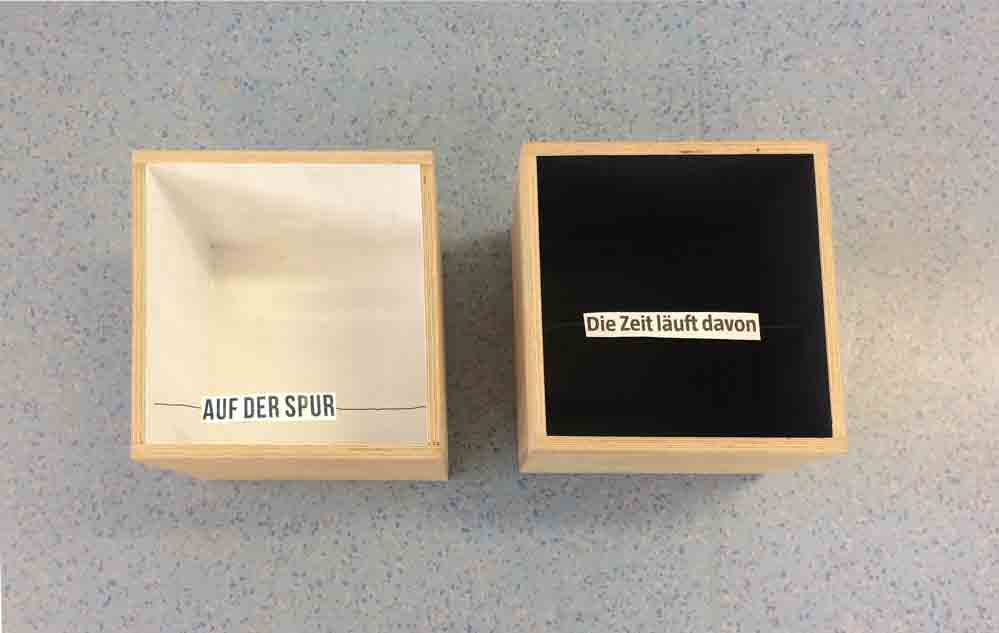 AUF DER SPUR
Die Zeit läuft davon